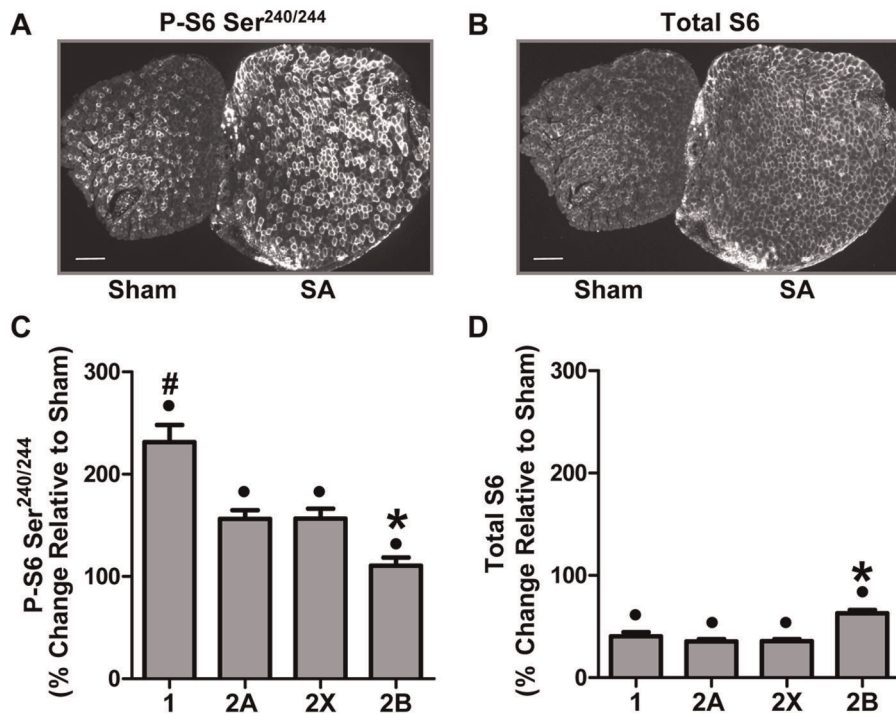 A P-S6 Ser240/244 B Total S6
Sham SA Sham SA
C D
P-S6 Ser240/244
(% Change Relative to Sham)
300
200
100
0
#
•
•
•
*
•
1 2A 2X 2B
Total S6
(% Change Relative to Sham)
300
200
100
0
•
•
•
*
•
1 2A 2X 2B